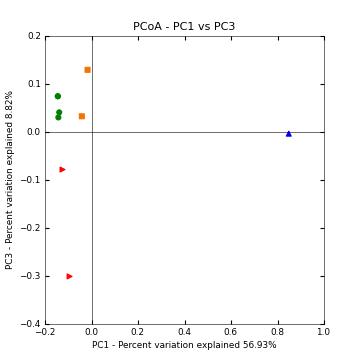 PCoA - PC1 vs PC3
0.2
0.1
0.0
−0.1
−0.2
−0.3
−0.4
PC3 - Percent variation explained 8.82%
−0.2 0.0 0.2 0.4 0.6 0.8 1.0
PC1 - Percent variation explained 56.93%